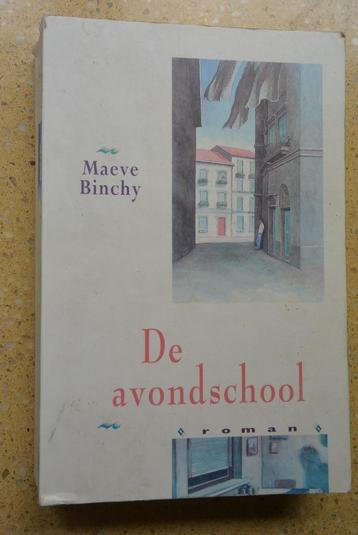 Maeve
Binchy
De
avondschool
roman